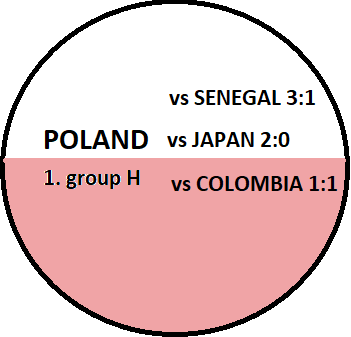 vs SENEGAL 3:1
POLAND vs JAPAN 2:0
1. group H vs COLOMBIA 1:1